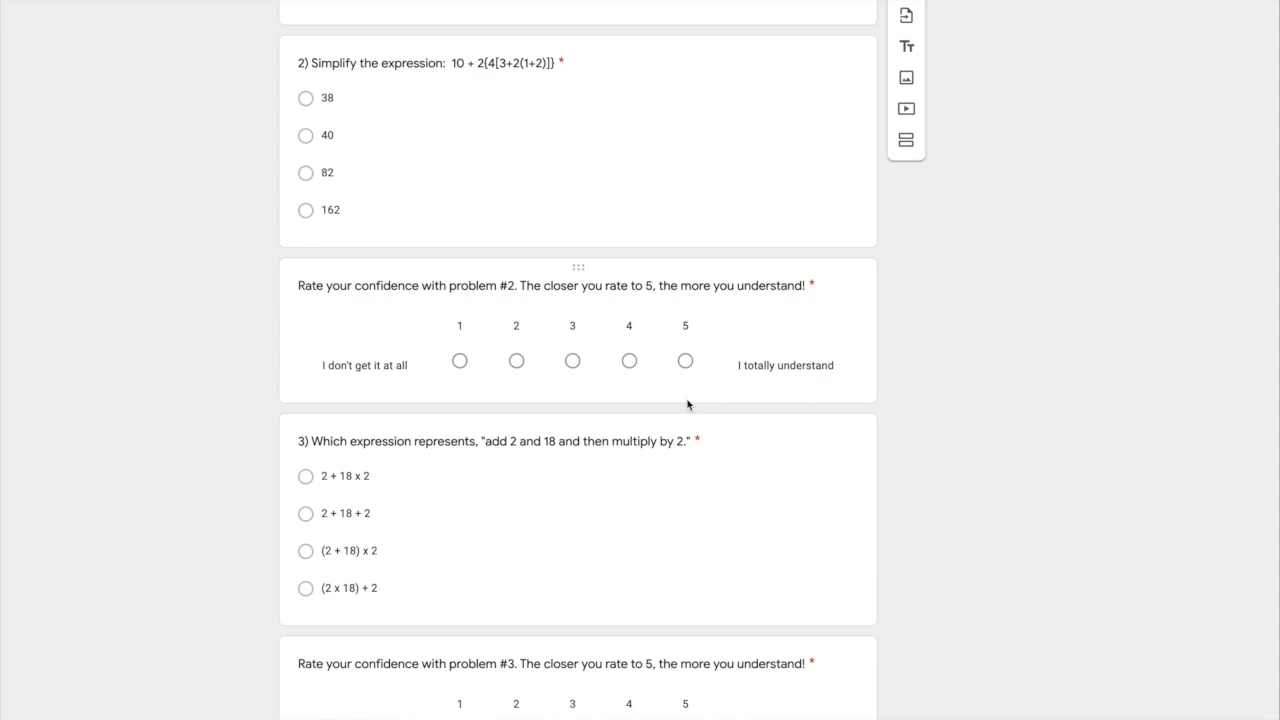 2) Simplify the expression:  10 + 2{4[3+2(1+2)]} *
38
40
82
162
Rate your confidence with problem #2. The closer you rate to 5, the more you understand! *
1 2 3 4 5
I don't get it at all
I totally understand
3) Which expression represents, "add 2 and 18 and then multiply by 2." *
2 + 18 x 2
2 + 18 + 2
(2 + 18) x 2
(2 x 18) + 2
Rate your confidence with problem #3. The closer you rate to 5, the more you understand! *
1 2 3 4 5
Tт